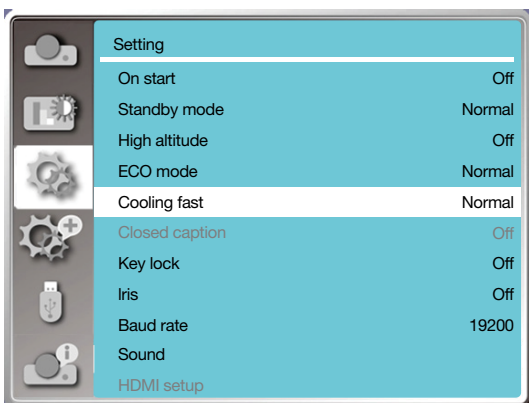 Setting
On start Off
Standby mode Normal
High altitude Off
ECO mode Normal
Cooling fast Normal
Closed caption Off
Key lock Off
Iris Off
Baud rate 19200
Sound
HDMI setup